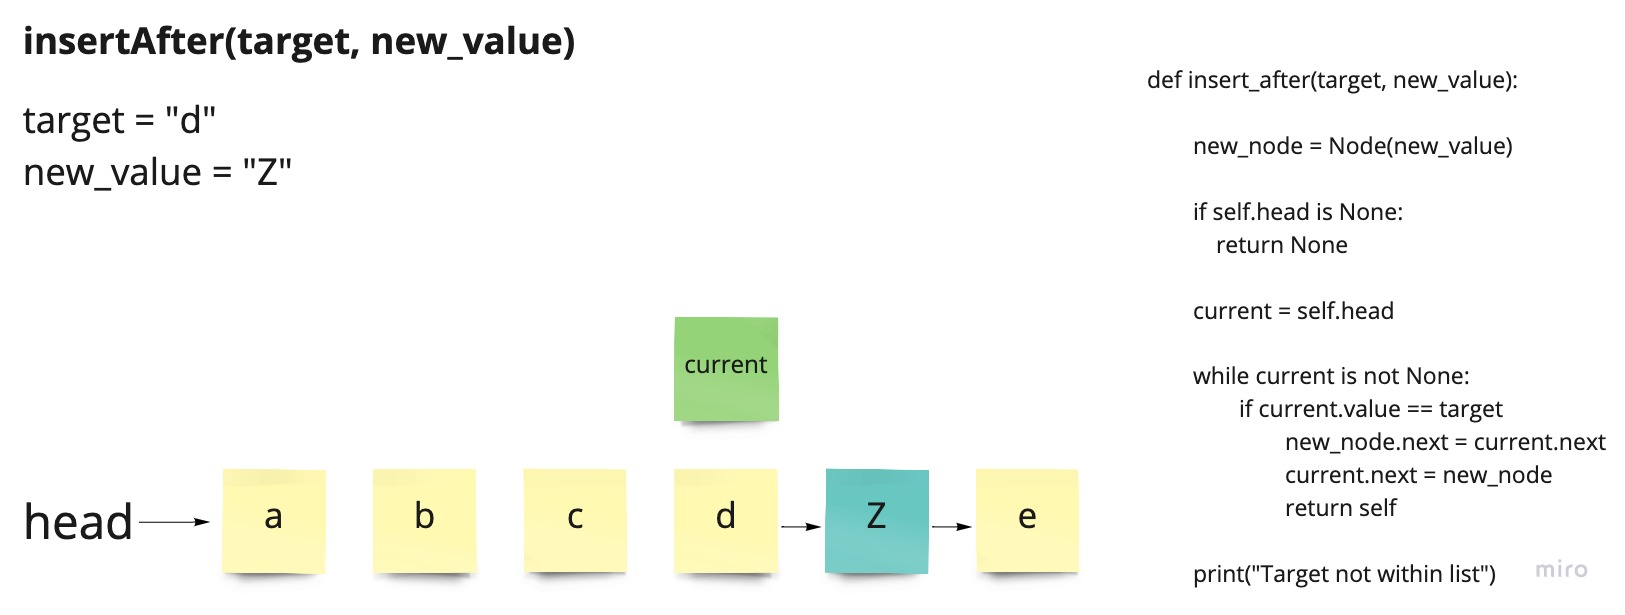 insertAfter(target, new_value)
target = "d"
new_value = "Z"
def insert_after(target, new_value):
new_node = Node(new_value)
if self.head is None:
return None
current = self.head
while current is not None:
if current.value == target
new_node.next = current.next
current.next = new_node
return self
print("Target not within list")
current
head a b c d Z e
miro